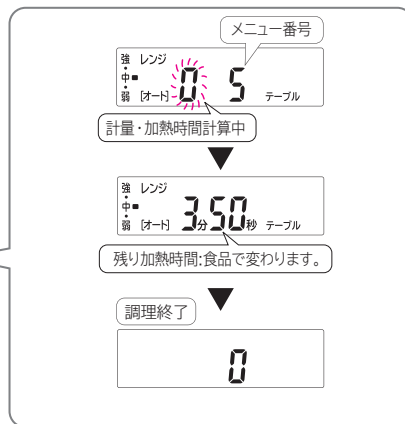 メニュー番号
強 レンジ
中
弱 [オート] 0 5 テーブル
計量・加熱時間計算中
強 レンジ
中
弱 [オート] 3分50秒 テーブル
残り加熱時間:食品で変わります。
調理終了
0